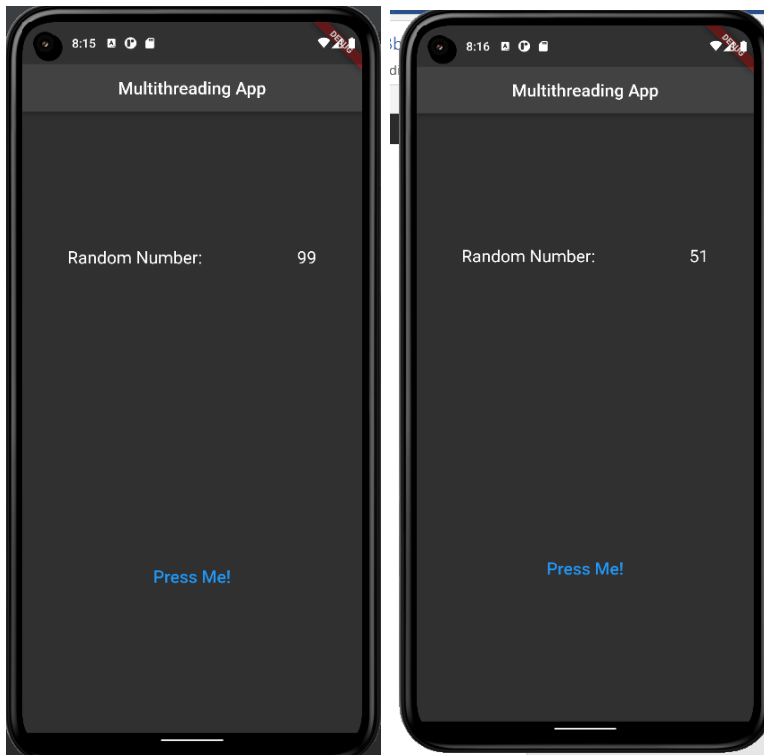 8:15
DEBUG
Multithreading App
Random Number: 99
Press Me!
8:16
DEBUG
Multithreading App
Random Number: 51
Press Me!